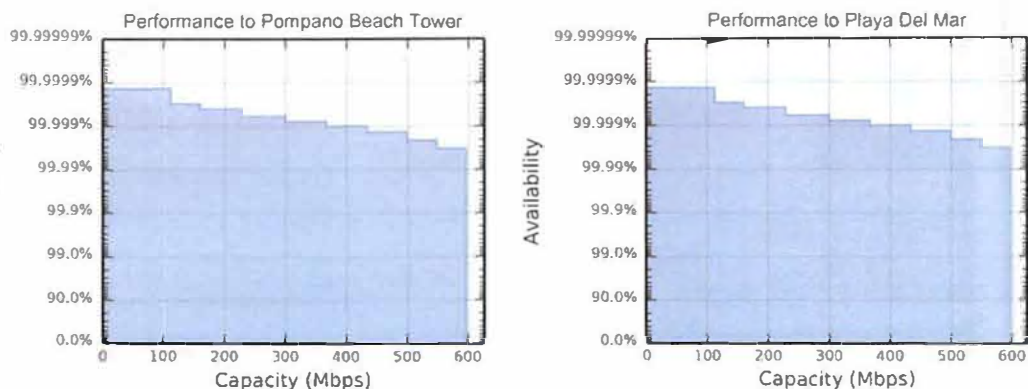 Performance to Pompano Beach Tower
99.99999%
99.9999%
99.999%
99.99%
99.9%
99.0%
90.0%
0.0%
0 100 200 300 400 500 600
Capacity (Mbps)
Performance to Playa Del Mar
Availability
99.99999%
99.9999%
99.999%
99.99%
99.9%
99.0%
90.0%
0.0%
0 100 200 300 400 500 600
Capacity (Mbps)